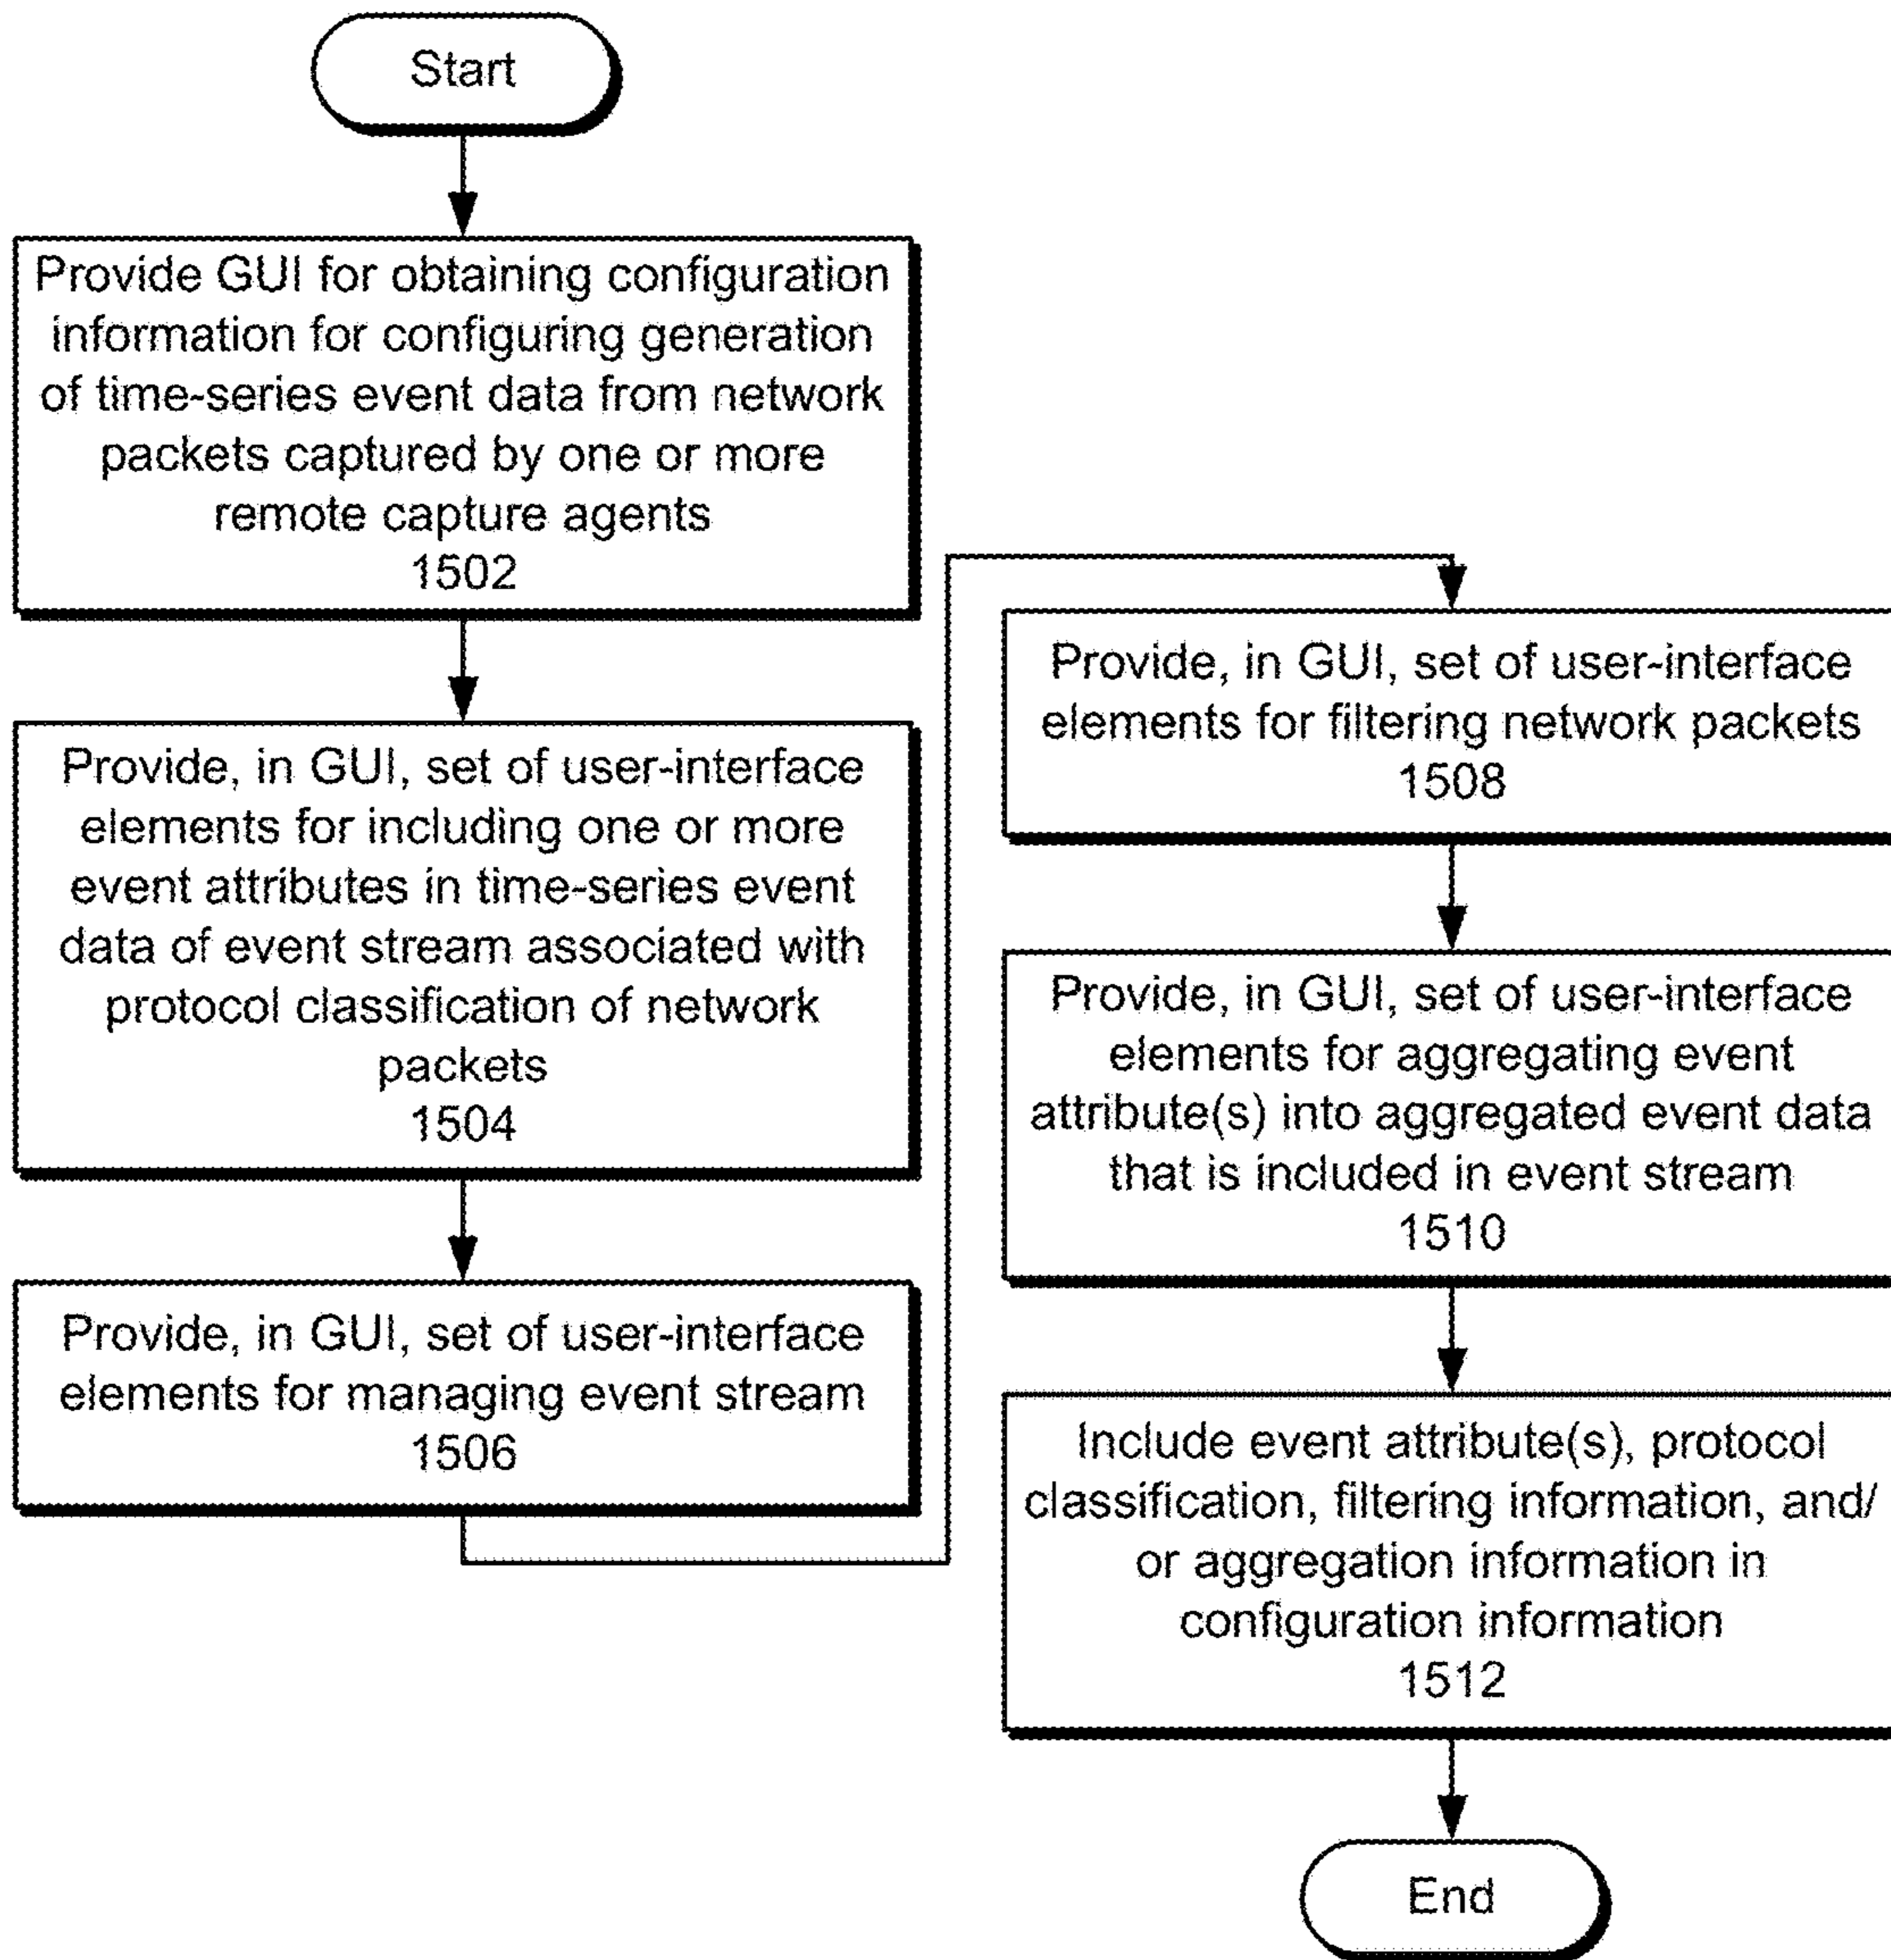 Start
Provide GUI for obtaining configuration
information for configuring generation
of time-series event data from network
packets captured by one or more
remote capture agents
1502
Provide, in GUI, set of user-interface
elements for including one or more
event attributes in time-series event
data of event stream associated with
protocol classification of network
packets
1504
Provide, in GUI, set of user-interface
elements for managing event stream
1506
Provide, in GUI, set of user-interface
elements for filtering network packets
1508
Provide, in GUI, set of user-interface
elements for aggregating event
attribute(s) into aggregated event data
that is included in event stream
1510
Include event attribute(s), protocol
classification, filtering information, and/
or aggregation information in
configuration information
1512
End